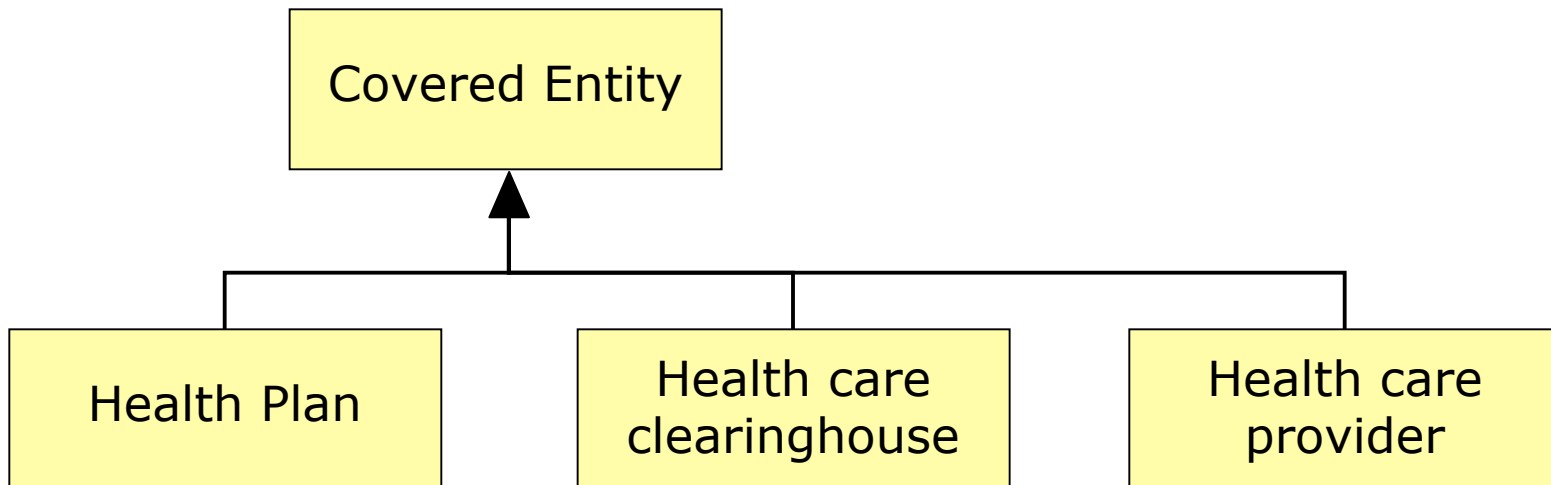 Covered Entity
Health Plan
Health care
clearinghouse
Health care
provider